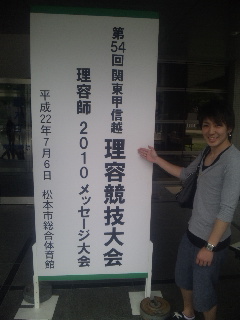 第54回関東甲信越
理容競技大会
理容師 2010 メッセージ大会
平成22年7月6日 松本市総合体育館